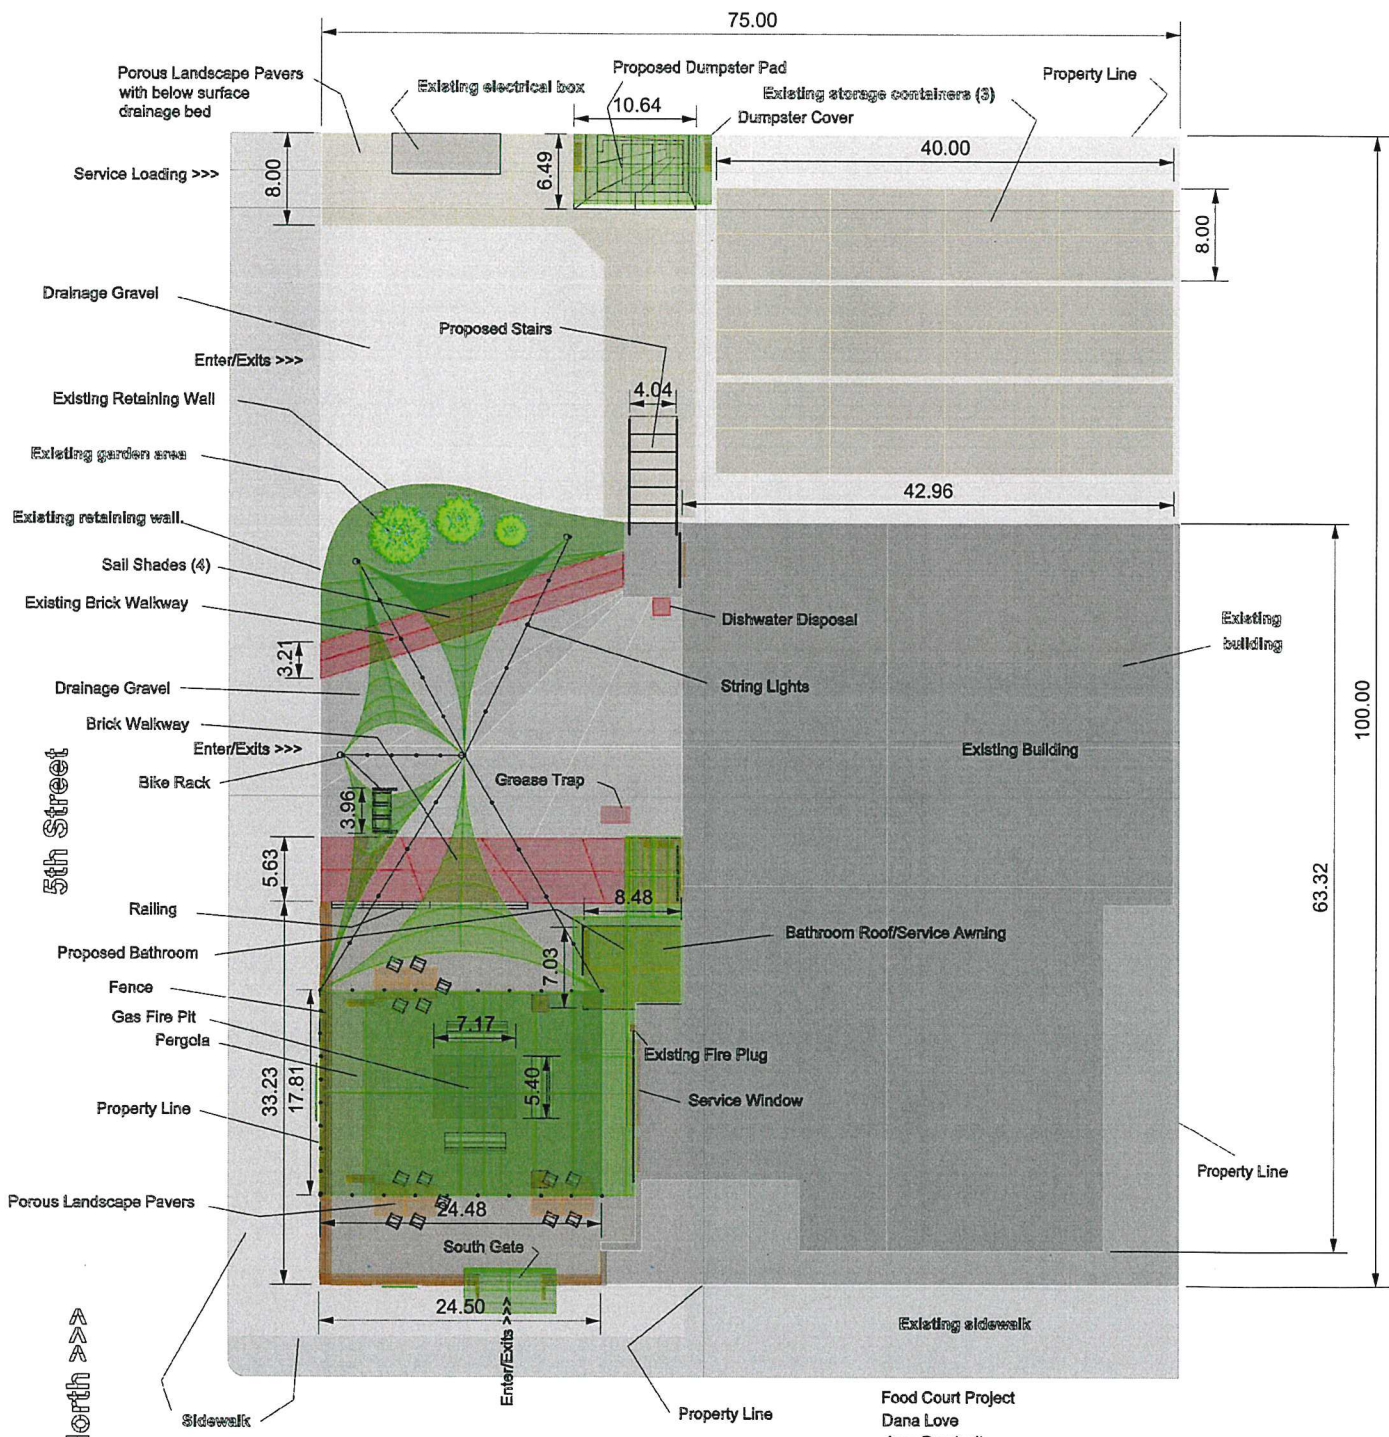 75.00
Porous Landscape Pavers
with below surface
drainage bed
Existing electrical box
Proposed Dumpster Pad
Existing storage containers (3)
Property Line
10.64
Dumpster Cover
40.00
Service Loading >>>
8.00
6.49
8.00
Drainage Gravel
Proposed Stairs
Enter/Exits >>>
4.04
Existing Retaining Wall
Existing garden area
42.96
Existing retaining wall
Sail Shades (4)
Existing Brick Walkway
Dishwater Disposal
Existing
building
3.21
Drainage Gravel
String Lights
100.00
Brick Walkway
Enter/Exits >>>
Existing Building
Bike Rack
Grease Trap
5th Street
3.96
5.63
63.32
8.48
Railing
Bathroom Roof/Service Awning
Proposed Bathroom
7.03
Fence
Gas Fire Pit
7.17
Pergola
Existing Fire Plug
33.23
17.81
5.40
Service Window
Property Line
Property Line
Porous Landscape Pavers
24.48
South Gate
24.50
Enter/Exits >>>
Existing sidewalk
>>>
Sidewalk
Property Line
Food Court Project
Dana Love